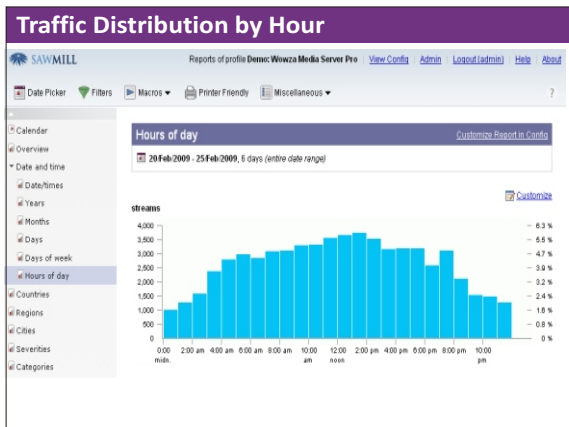 Traffic Distribution by Hour
SAWMILL
Reports of profile Demo: Wowza Media Server Pro | View Config | Admin | Logout (admin) | Help | About
Date Picker Filters Macros Printer Friendly Miscellaneous ?
Calendar
Overview
Date and time
Date/times
Years
Months
Days
Days of week
Hours of day
Countries
Regions
Cities
Severities
Categories
Hours of day Customize Report in Config
20/Feb/2009 - 25/Feb/2009, 6 days (entire date range)
Customize
streams
4,000 6.3 %
3,500 5.5 %
3,000 4.7 %
2,500 3.9 %
2,000 3.2 %
1,500 2.4 %
1,000 1.6 %
500 0.8 %
0 0 %
0:00 2:00 am 4:00 am 6:00 am 8:00 am 10:00 12:00 2:00 pm 4:00 pm 6:00 pm 8:00 pm 10:00
midn. am noon pm